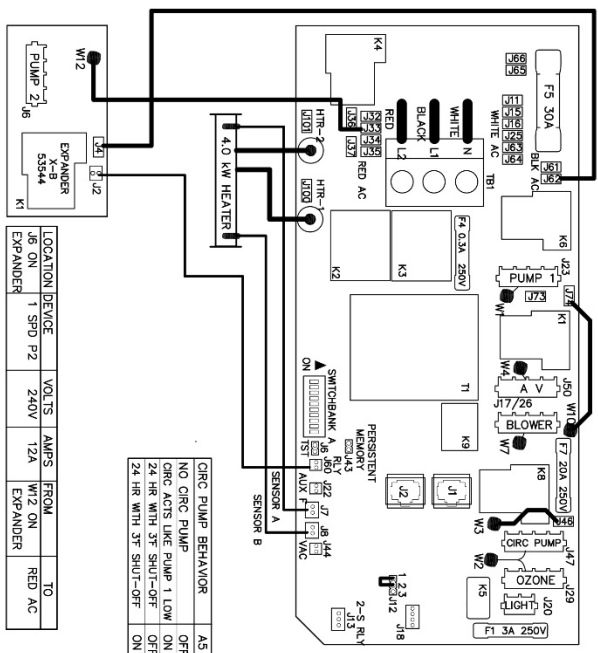 W12
PUMP 2
J6
J4
J2
EXPANDER
X-B
53544
K1
LOCATION DEVICE VOLTS AMPS FROM TO
J6 ON EXPANDER 1 SPD P2 240V 12A W12 ON EXPANDER RED AC
K4
J36
J32
J33
J34
J35
J37
RED AC
RED
BLACK
WHITE
L2
L1
N
TB1
J101
HTR-2
J100
HTR-1
4.0 kW HEATER
F5 30A
J66
J65
J11
J15
J16
J25
J63
J64
WHITE AC
J61
J62
BLK AC
K6
F4 0.3A 250V
K2
K3
J23
PUMP 1
W1
J73
J74
K1
W4
J50
A V
J17/26
BLOWER
W10
W7
T1
K9
F7 20A 250V
K8
J46
W3
CIRC PUMP
J47
W2
OZONE
J29
K5
LIGHT
J20
F1 3A 250V
ON
SWITCHBANK A
PERSISTENT
MEMORY
J43
J6
TST
J60
RLY
J22
AUX F
J7
J8
J44
VAC
SENSOR A
SENSOR B
J2
J1
1 2 3
J12
2-S RLY
J13
J18
CIRC PUMP BEHAVIOR A5
NO CIRC PUMP OFF
CIRC ACTS LIKE PUMP 1 LOW ON
24 HR WITH 3°F SHUT-OFF OFF
24 HR WITH 3°F SHUT-OFF ON